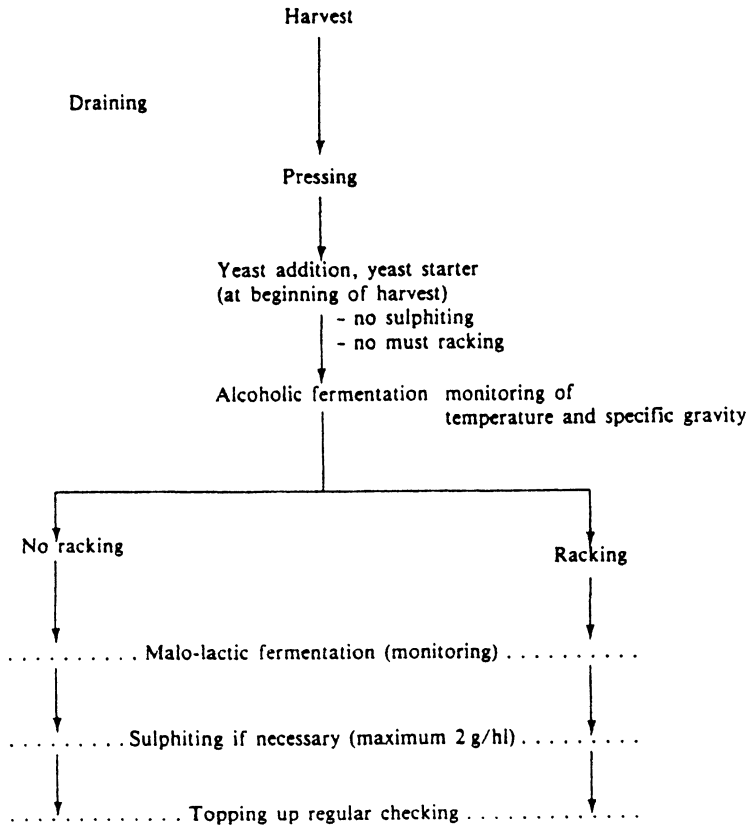 Harvest
Draining
Pressing
Yeast addition, yeast starter
(at beginning of harvest)
- no sulphiting
- no must racking
Alcoholic fermentation monitoring of
temperature and specific gravity
No racking
Racking
. . . . . . . . . . Malo-lactic fermentation (monitoring) . . . . . . . . . .
. . . . . . . . . Sulphiting if necessary (maximum 2 g/hl) . . . . . . . . .
. . . . . . . . . . . . . Topping up regular checking . . . . . . . . . . . . .